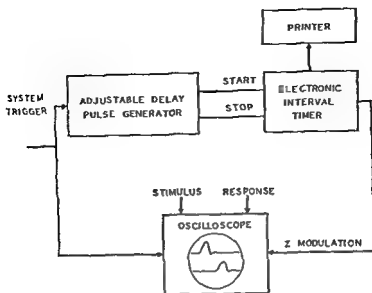 PRINTER
START
SYSTEM
TRIGGER
ADJUSTABLE DELAY
PULSE GENERATOR
STOP
ELECTRONIC
INTERVAL
TIMER
STIMULUS
RESPONSE
OSCILLOSCOPE
Z MODULATION